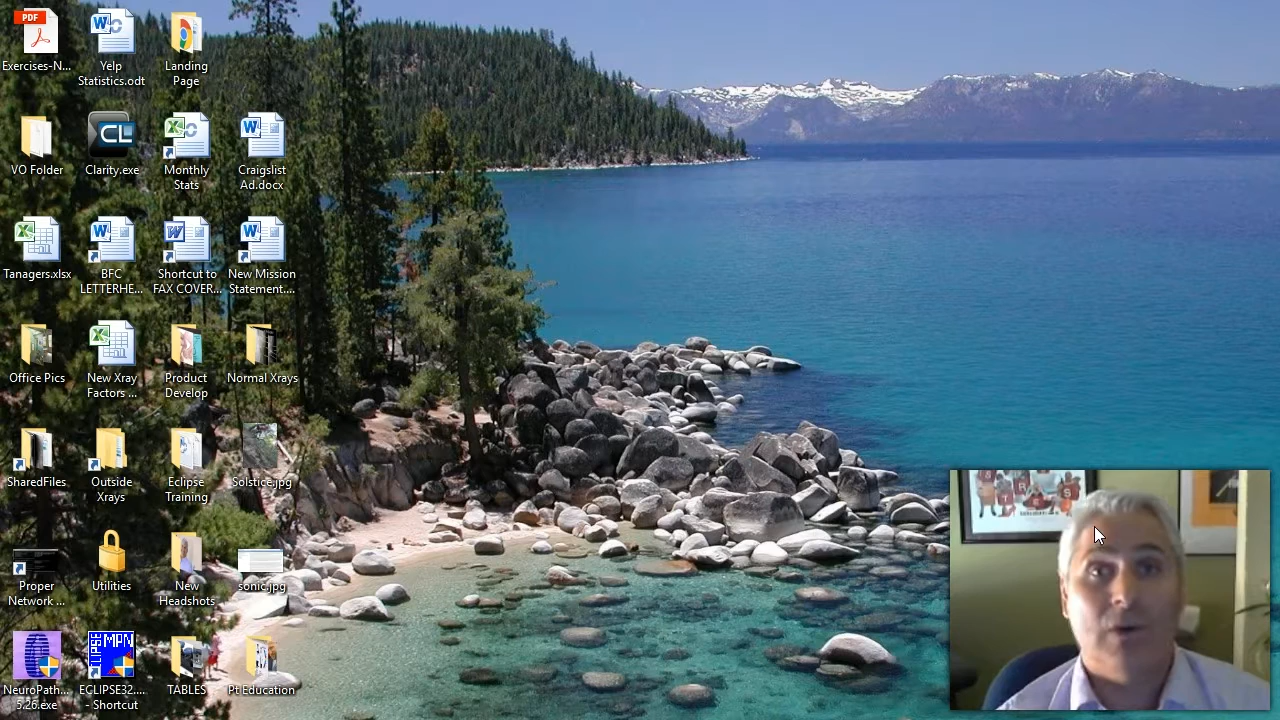 PDF
Exercises-N...
Yelp
Statistics.odt
Landing
Page
VO Folder
CL
Clarity.exe
Monthly
Stats
Craigslist
Ad.docx
Tanagers.xlsx
BFC
LETTERHE...
Shortcut to
FAX COVER...
New Mission
Statement....
Office Pics
New Xray
Factors ...
Product
Develop
Normal Xrays
SharedFiles
Outside
Xrays
Eclipse
Training
Solstice.jpg
Proper
Network ...
Utilities
New
Headshots
sonic.jpg
NeuroPath...
5.26.exe
ECLIPSE32....
- Shortcut
TABLES
Pt Education